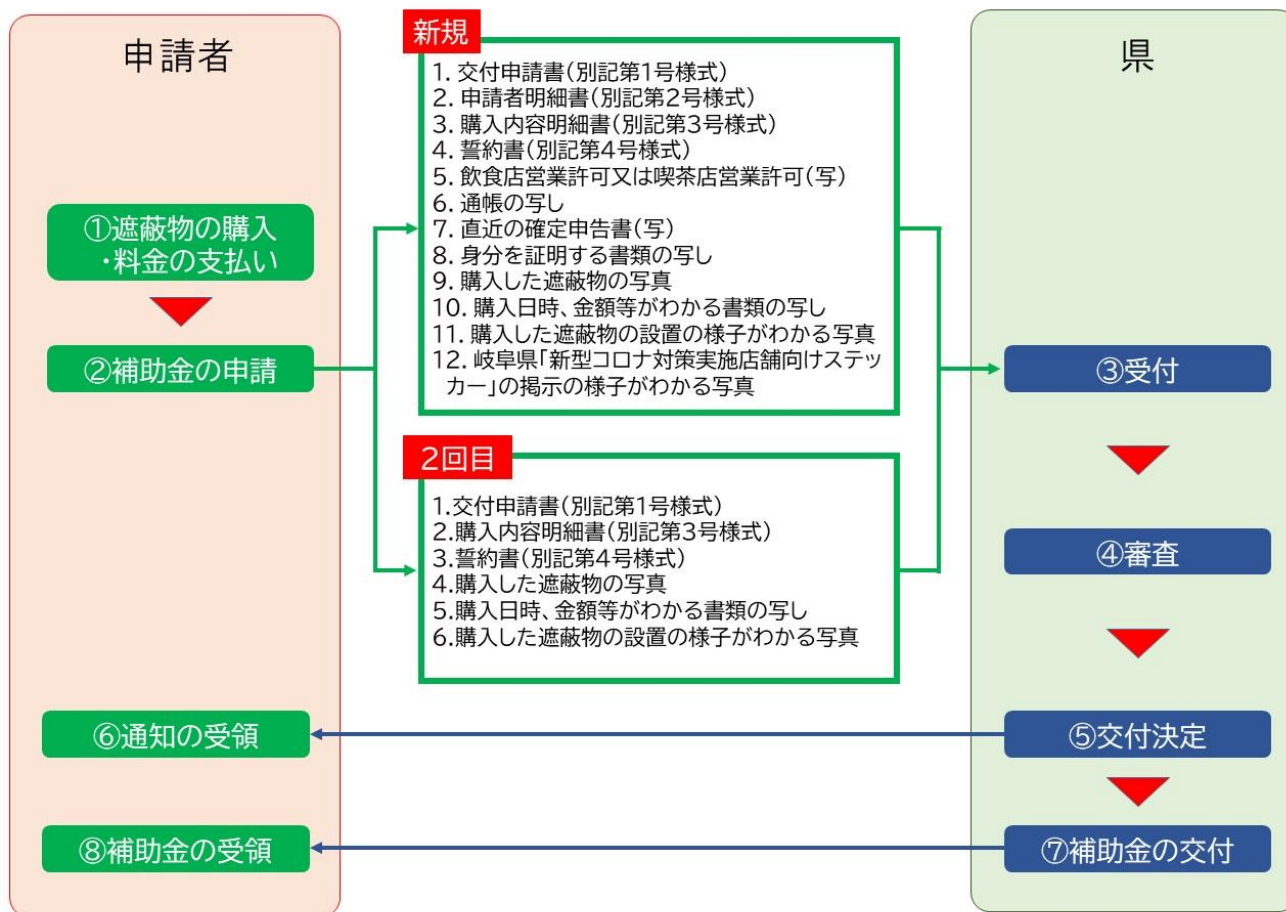 申請者
①遮蔽物の購入
・料金の支払い
②補助金の申請
⑥通知の受領
⑧補助金の受領
新規
1. 交付申請書(別記第1号様式)
2. 申請者明細書(別記第2号様式)
3. 購入内容明細書(別記第3号様式)
4. 誓約書(別記第4号様式)
5. 飲食店営業許可又は喫茶店営業許可(写)
6. 通帳の写し
7. 直近の確定申告書(写)
8. 身分を証明する書類の写し
9. 購入した遮蔽物の写真
10. 購入日時、金額等がわかる書類の写し
11. 購入した遮蔽物の設置の様子がわかる写真
12. 岐阜県「新型コロナ対策実施店舗向けステッ
カー」の掲示の様子がわかる写真
2回目
1.交付申請書(別記第1号様式)
2.購入内容明細書(別記第3号様式)
3.誓約書(別記第4号様式)
4.購入した遮蔽物の写真
5.購入日時、金額等がわかる書類の写し
6.購入した遮蔽物の設置の様子がわかる写真
県
③受付
④審査
⑤交付決定
⑦補助金の交付